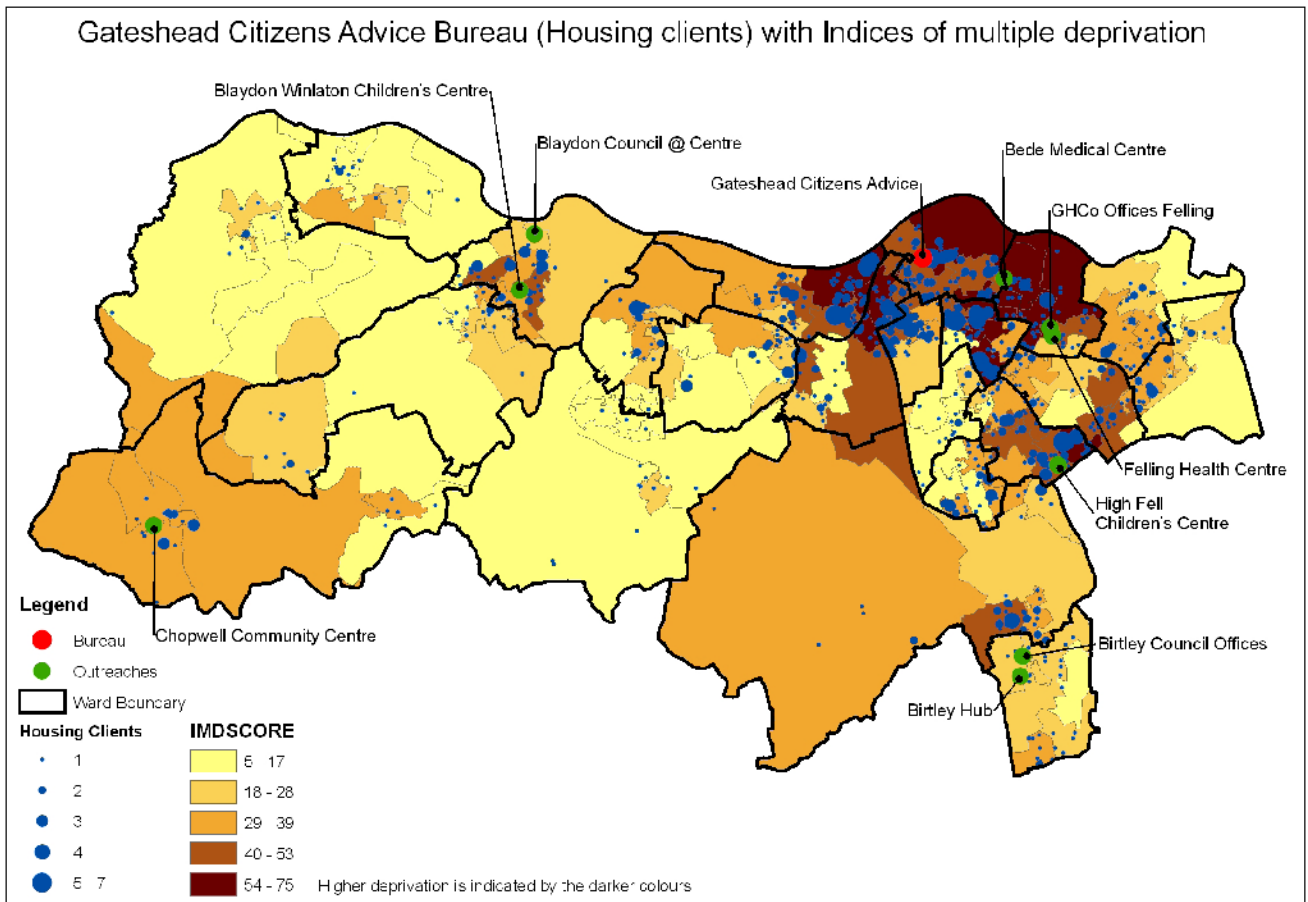 Gateshead Citizens Advice Bureau (Housing clients) with Indices of multiple deprivation
Blaydon Winlaton Children's Centre
Blaydon Council @ Centre
Bede Medical Centre
Gateshead Citizens Advice
GHCo Offices Felling
Felling Health Centre
High Fell
Children's Centre
Chopwell Community Centre
Birtley Council Offices
Birtley Hub
Legend
Bureau
Outreaches
Ward Boundary
Housing Clients
1
2
3
4
5 7
IMDSCORE
5 17
18 - 28
29 - 39
40 - 53
54 - 75
Higher deprivation is indicated by the darker colours